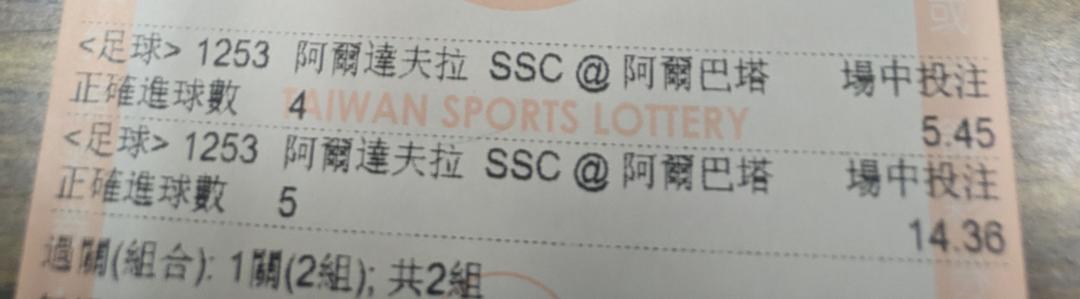 <足球> 1253 阿爾達夫拉 SSC @ 阿爾巴塔 場中投注
正確進球數 4 5.45
TAIWAN SPORTS LOTTERY
<足球> 1253 阿爾達夫拉 SSC @ 阿爾巴塔 場中投注
正確進球數 5 14.36
過關(組合): 1關(2組); 共2組